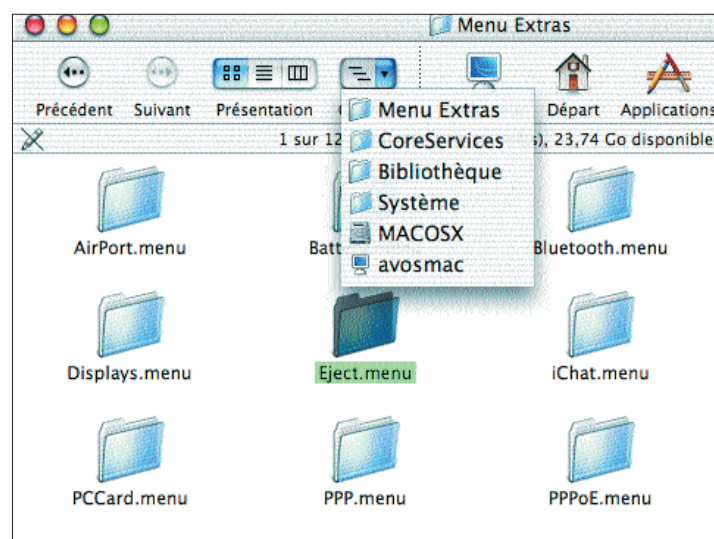 Menu Extras
Précédent Suivant Présentation Départ Applications
1 sur 12 23,74 Go disponible
Menu Extras
CoreServices
Bibliothèque
Système
MACOSX
avosmac
AirPort.menu Bluetooth.menu
Displays.menu Eject.menu iChat.menu
PCCard.menu PPP.menu PPPoE.menu